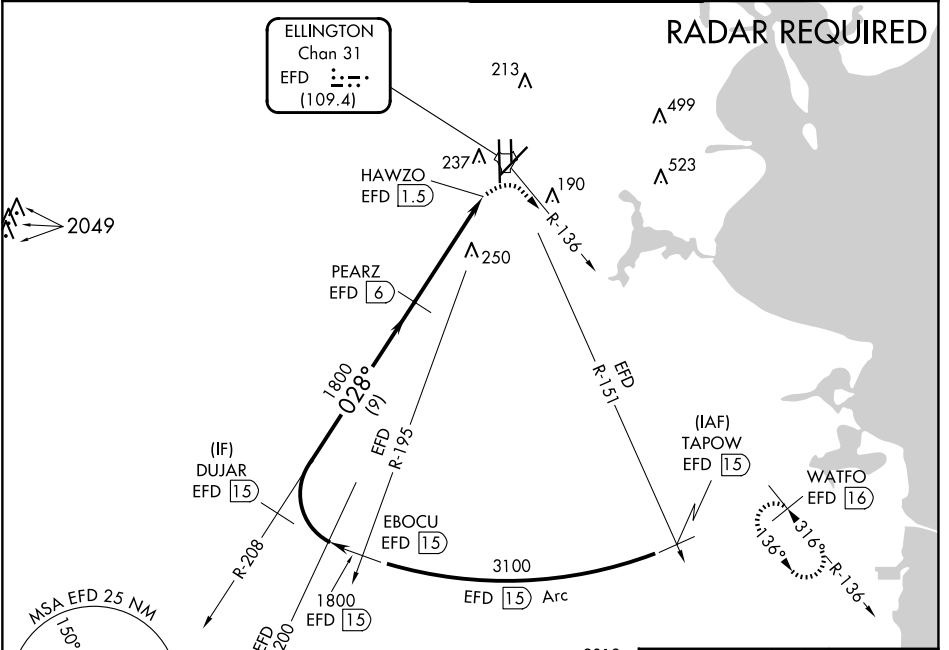 RADAR REQUIRED
ELLINGTON
Chan 31
EFD
(109.4)
213
499
237
523
HAWZO
EFD 1.5
190
R-136
2049
250
PEARZ
EFD 6
1800
028°
(9)
EFD
R-195
EFD
R-151
(IF)
DUJAR
EFD 15
(IAF)
TAPOW
EFD 15
WATFO
EFD 16
316°
136°
R-136
EBOCU
EFD 15
R-208
3100
EFD 15 Arc
1800
EFD 15
EFD
200
MSA EFD 25 NM
150°